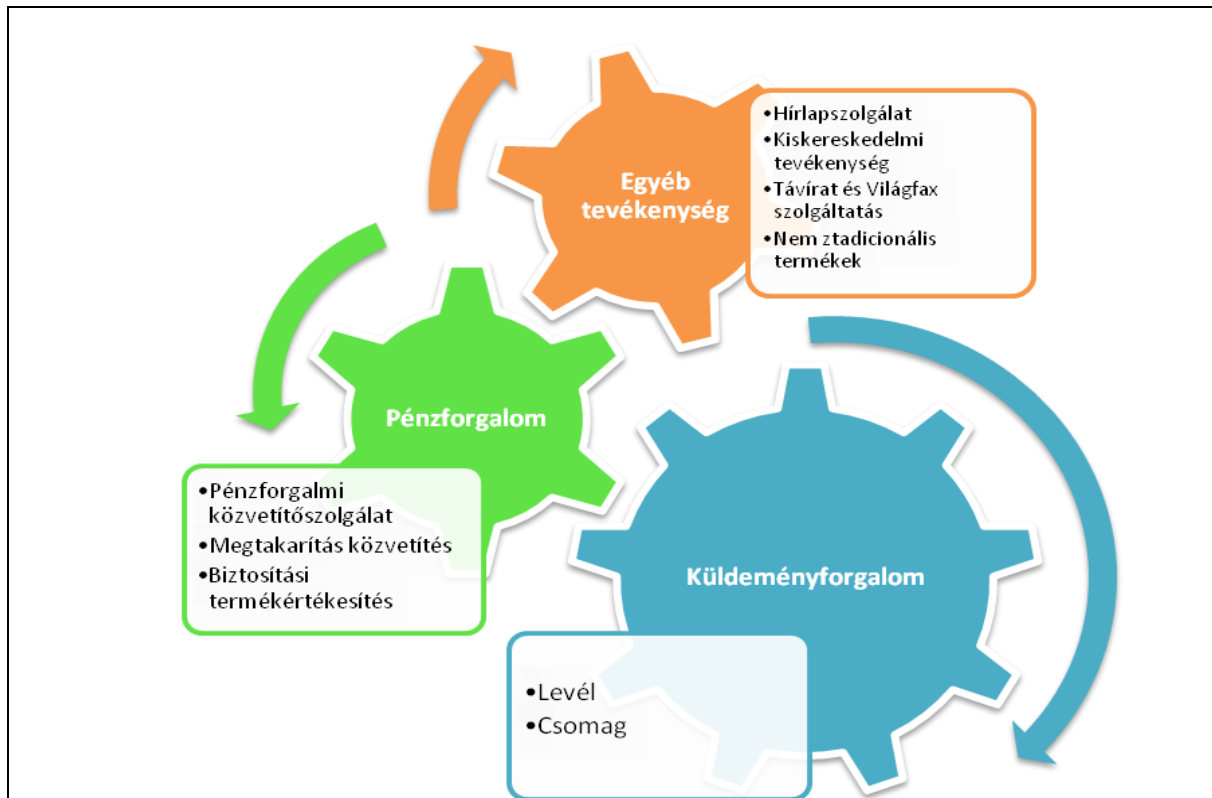 Egyéb
tevékenység
•Hírlapszolgálat
•Kiskereskedelmi
tevékenység
•Távírat és Világfax
szolgáltatás
•Nem ztadicionális
termékek
Pénzforgalom
•Pénzforgalmi
közvetítőszolgálat
•Megtakarítás közvetítés
•Biztosítási
termékértékesítés
Küldeményforgalom
•Levél
•Csomag